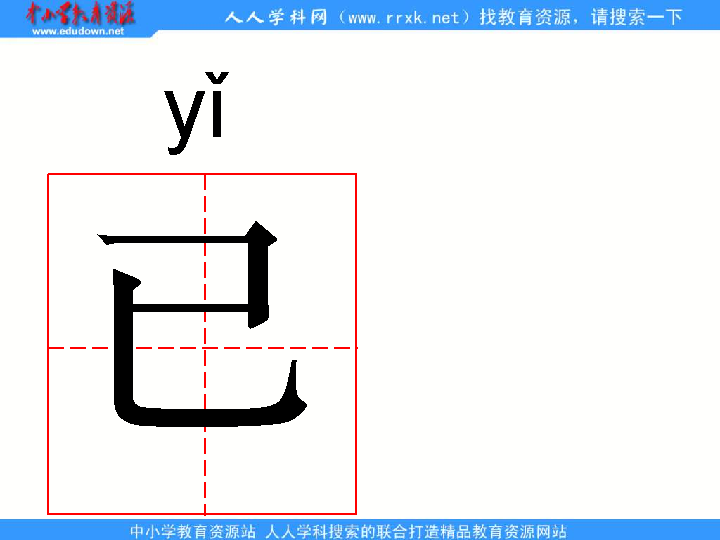 中小学教育资源
www.edudown.net
人人学科网（www.rrxk.net）找教育资源，请搜索一下
yǐ
已
中小学教育资源站 人人学科搜索的联合打造精品教育资源网站